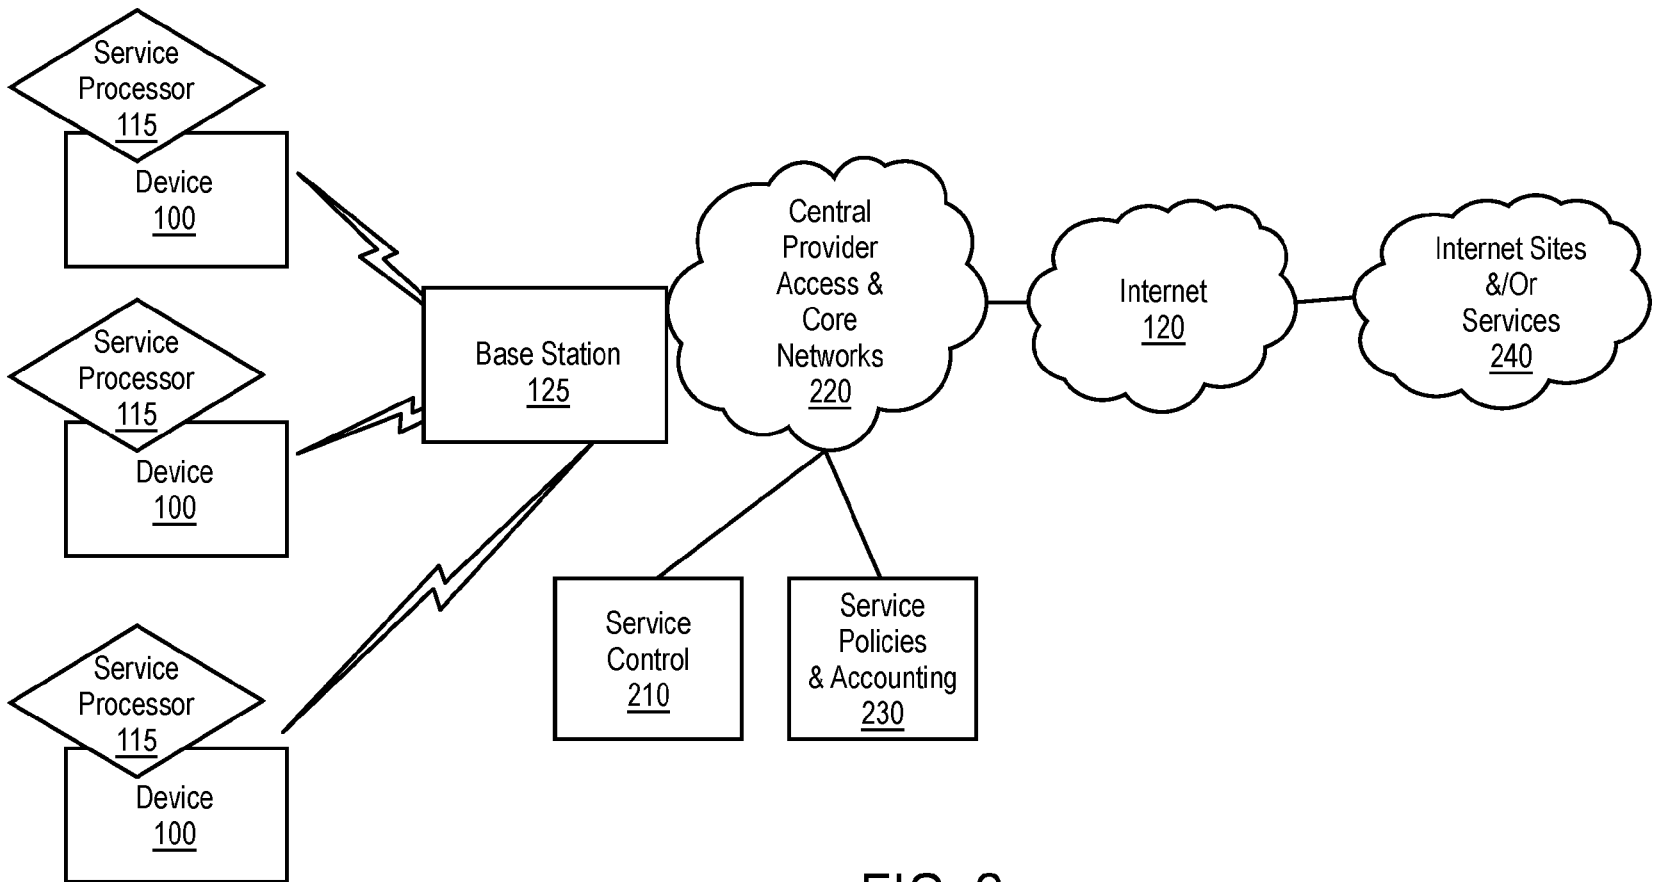 Service
Processor
115
Device
100
Service
Processor
115
Device
100
Service
Processor
115
Device
100
Base Station
125
Central
Provider
Access &
Core
Networks
220
Internet
120
Internet Sites
&/Or
Services
240
Service
Control
210
Service
Policies
& Accounting
230